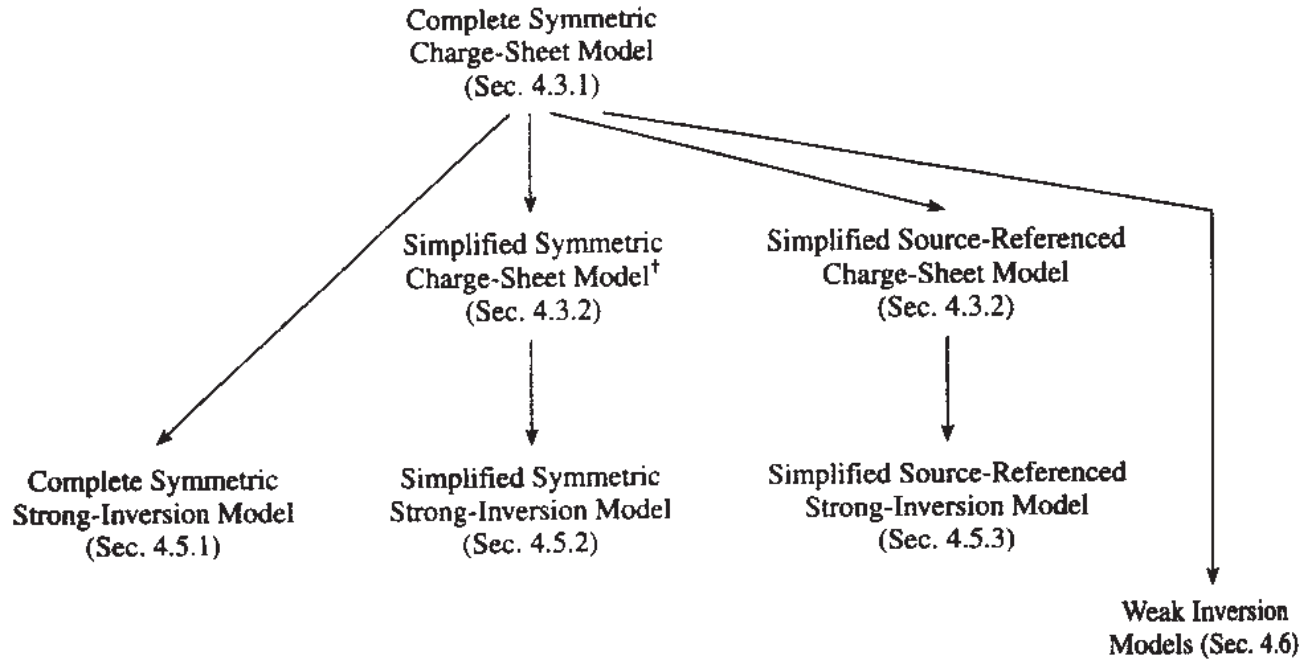 Complete Symmetric
Charge-Sheet Model
(Sec. 4.3.1)
Simplified Symmetric
Charge-Sheet Model†
(Sec. 4.3.2)
Simplified Source-Referenced
Charge-Sheet Model
(Sec. 4.3.2)
Complete Symmetric
Strong-Inversion Model
(Sec. 4.5.1)
Simplified Symmetric
Strong-Inversion Model
(Sec. 4.5.2)
Simplified Source-Referenced
Strong-Inversion Model
(Sec. 4.5.3)
Weak Inversion
Models (Sec. 4.6)